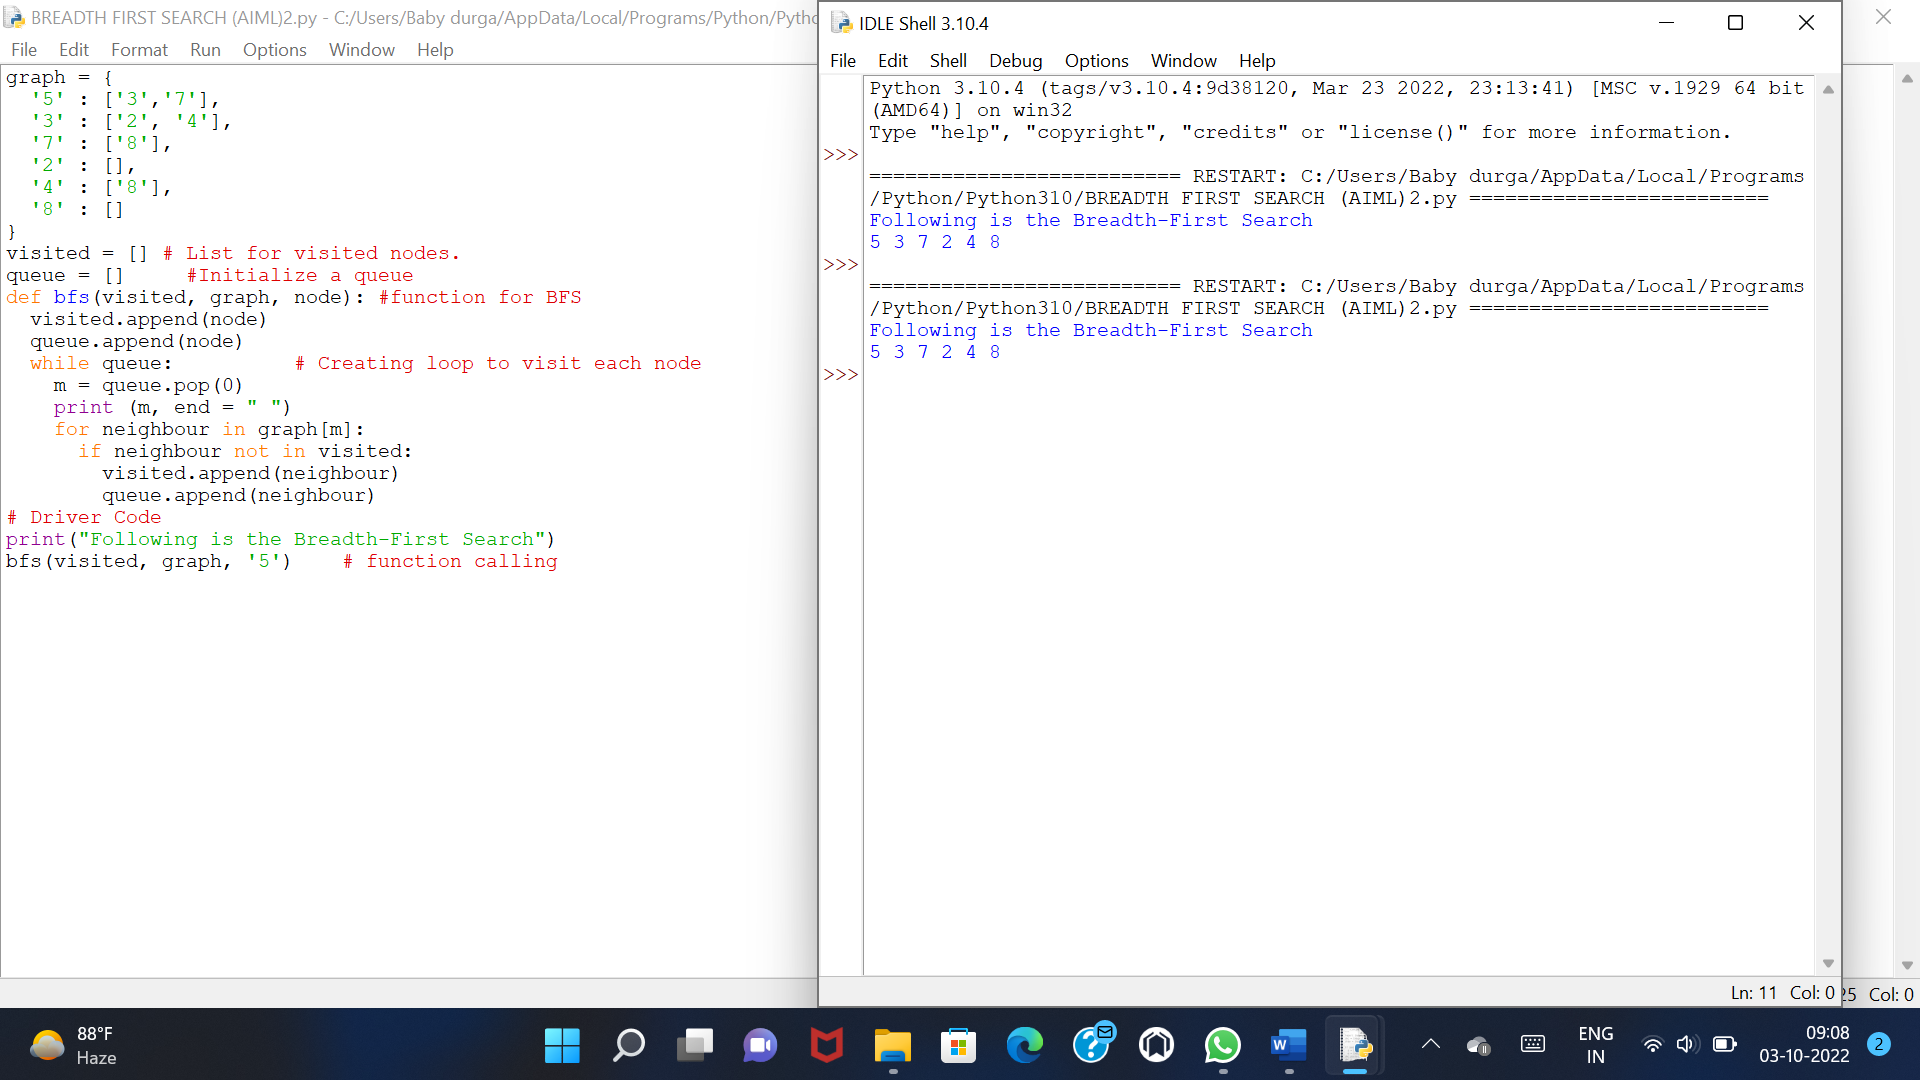 BREADTH FIRST SEARCH (AIML)2.py - C:/Users/Baby durga/AppData/Local/Programs/Python/Pytho
File Edit Format Run Options Window Help
graph = {
  '5' : ['3','7'],
  '3' : ['2', '4'],
  '7' : ['8'],
  '2' : [],
  '4' : ['8'],
  '8' : []
}
visited = [] # List for visited nodes.
queue = []     #Initialize a queue
def bfs(visited, graph, node): #function for BFS
  visited.append(node)
  queue.append(node)
  while queue:          # Creating loop to visit each node
    m = queue.pop(0)
    print (m, end = " ")
    for neighbour in graph[m]:
      if neighbour not in visited:
        visited.append(neighbour)
        queue.append(neighbour)
# Driver Code
print("Following is the Breadth-First Search")
bfs(visited, graph, '5')    # function calling
IDLE Shell 3.10.4
File Edit Shell Debug Options Window Help
Python 3.10.4 (tags/v3.10.4:9d38120, Mar 23 2022, 23:13:41) [MSC v.1929 64 bit
(AMD64)] on win32
Type "help", "copyright", "credits" or "license()" for more information.
>>>
========================== RESTART: C:/Users/Baby durga/AppData/Local/Programs
/Python/Python310/BREADTH FIRST SEARCH (AIML)2.py =========================
Following is the Breadth-First Search
5 3 7 2 4 8
>>>
========================== RESTART: C:/Users/Baby durga/AppData/Local/Programs
/Python/Python310/BREADTH FIRST SEARCH (AIML)2.py =========================
Following is the Breadth-First Search
5 3 7 2 4 8
>>>
Ln: 11 Col: 0
25 Col: 0
88°F
Haze
W
ENG
IN
09:08
03-10-2022
2